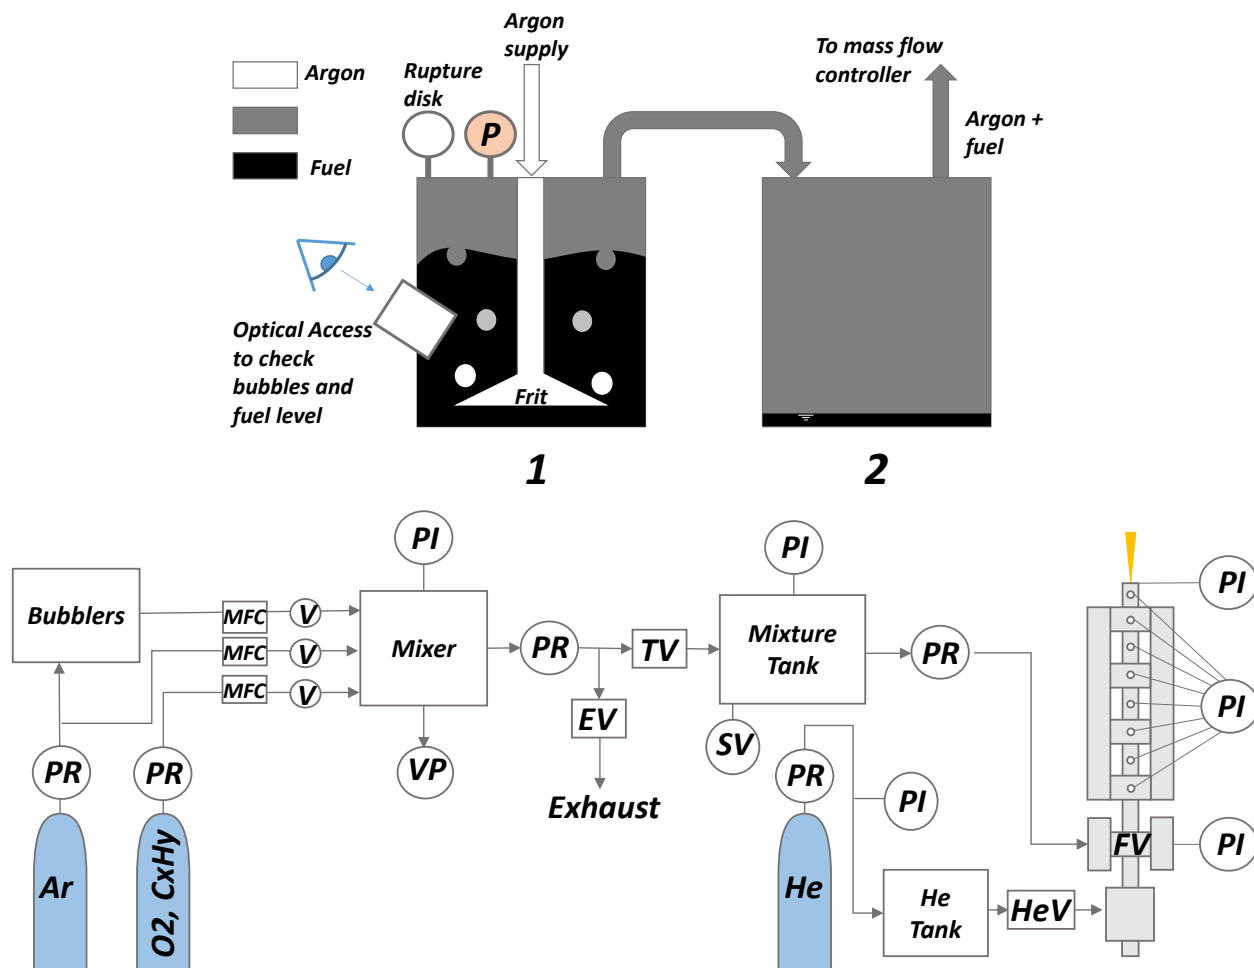 Argon
supply
To mass flow
controller
Argon
Rupture
disk
P
Argon +
fuel
Fuel
Optical Access
to check
bubbles and
fuel level
Frit
1
2
PI
PI
PI
Bubblers
MFC
V
MFC
V
MFC
V
Mixer
PR
TV
Mixture
Tank
PR
PI
EV
SV
VP
PR
PR
PR
PI
Exhaust
FV
PI
Ar
O2, CxHy
He
He
Tank
HeV